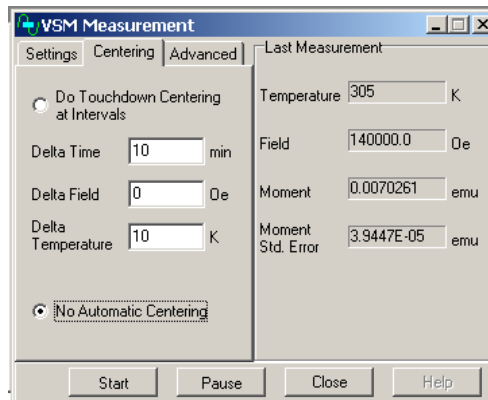 VSM Measurement
Settings Centering Advanced
Do Touchdown Centering
at Intervals
Delta Time 10 min
Delta Field 0 Oe
Delta
Temperature 10 K
No Automatic Centering
Last Measurement
Temperature 305 K
Field 140000.0 Oe
Moment 0.0070261 emu
Moment
Std. Error 3.9447E-05 emu
Start Pause Close Help